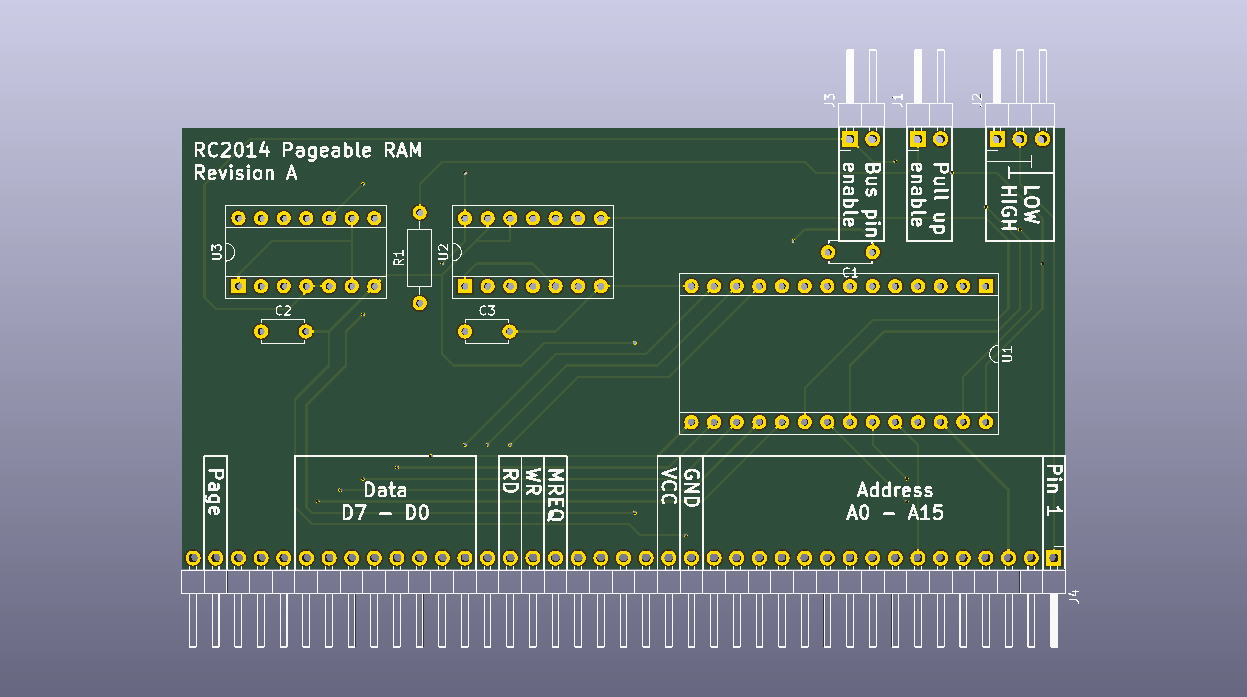 J3
J1
J2
RC2014 Pageable RAM
Revision A
Bus pin
enable
Pull up
enable
LOW
HIGH
U3
R1
U2
C1
C2
C3
U1
Page
Data
D7 - D0
RD
WR
MREQ
VCC
GND
Address
A0 - A15
Pin 1
J4